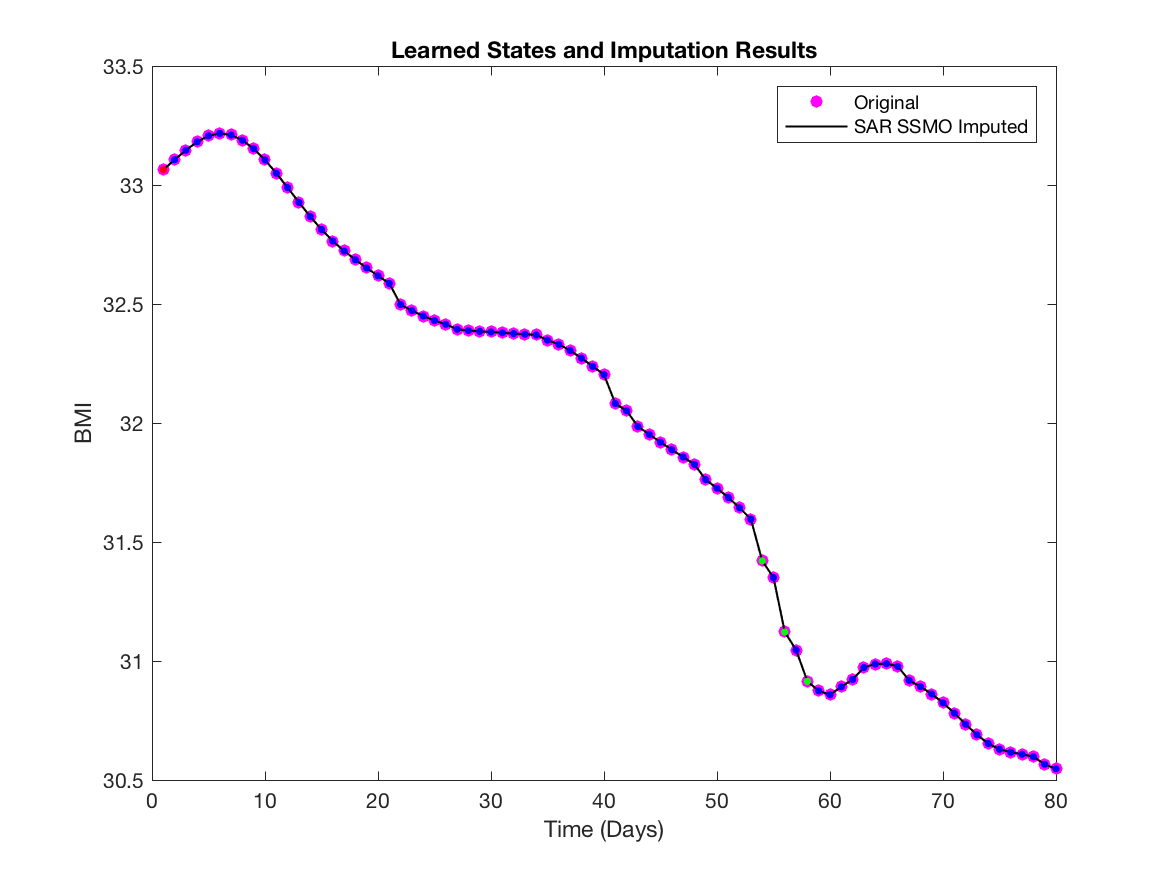 Learned States and Imputation Results
33.5
33
32.5
32
31.5
31
30.5
BMI
Original
SAR SSMO Imputed
0 10 20 30 40 50 60 70 80
Time (Days)